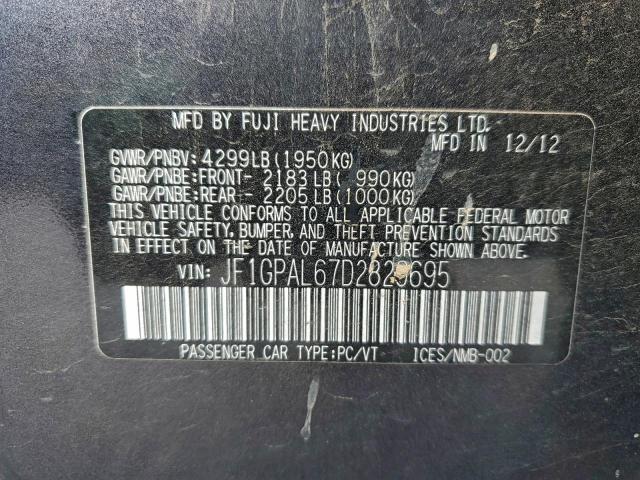 MFD BY FUJI HEAVY INDUSTRIES LTD.
MFD IN 12/12
GVWR/PNBV: 4299LB (1950KG)
GAWR/PNBE:FRONT- 2183LB ( 990KG)
GAWR/PNBE:REAR - 2205LB (1000KG)
THIS VEHICLE CONFORMS TO ALL APPLICABLE FEDERAL MOTOR
VEHICLE SAFETY, BUMPER, AND THEFT PREVENTION STANDARDS
IN EFFECT ON THE DATE OF MANUFACTURE SHOWN ABOVE.
VIN: JF1GPAL67D2829695
PASSENGER CAR TYPE:PC/VT ICES/NMB-002